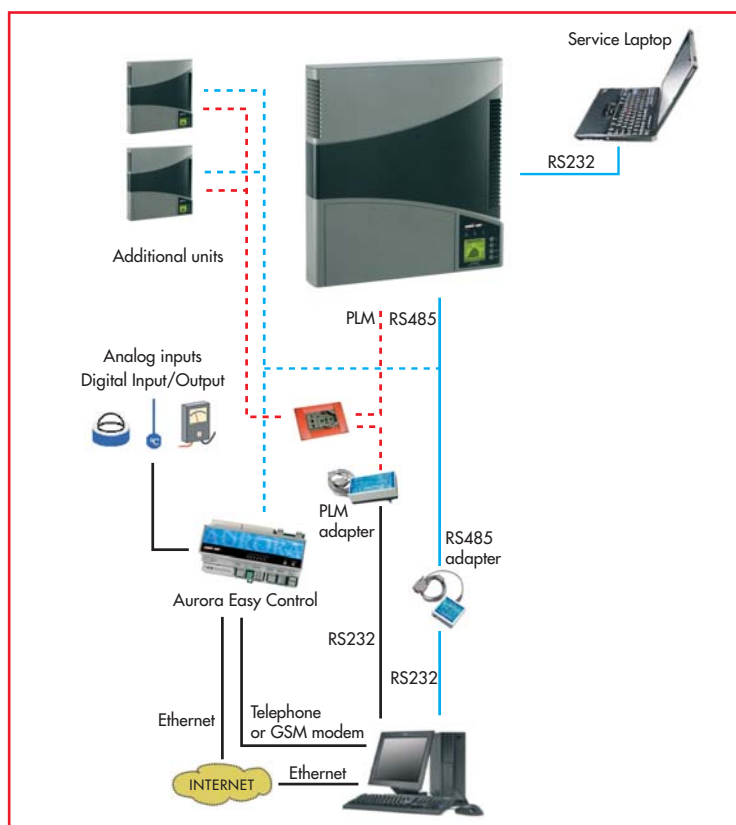 Service Laptop
RS232
Additional units
PLM
RS485
Analog inputs
Digital Input/Output
PLM
adapter
RS485
adapter
AURORA
Aurora Easy Control
RS232
RS232
Ethernet
Telephone
or GSM modem
INTERNET
Ethernet
°C